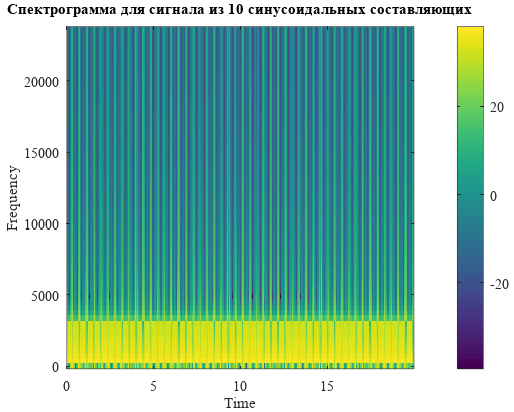 Спектрограмма для сигнала из 10 синусоидальных составляющих
20000
15000
10000
5000
0
Frequency
0 5 10 15
Time
20
0
-20